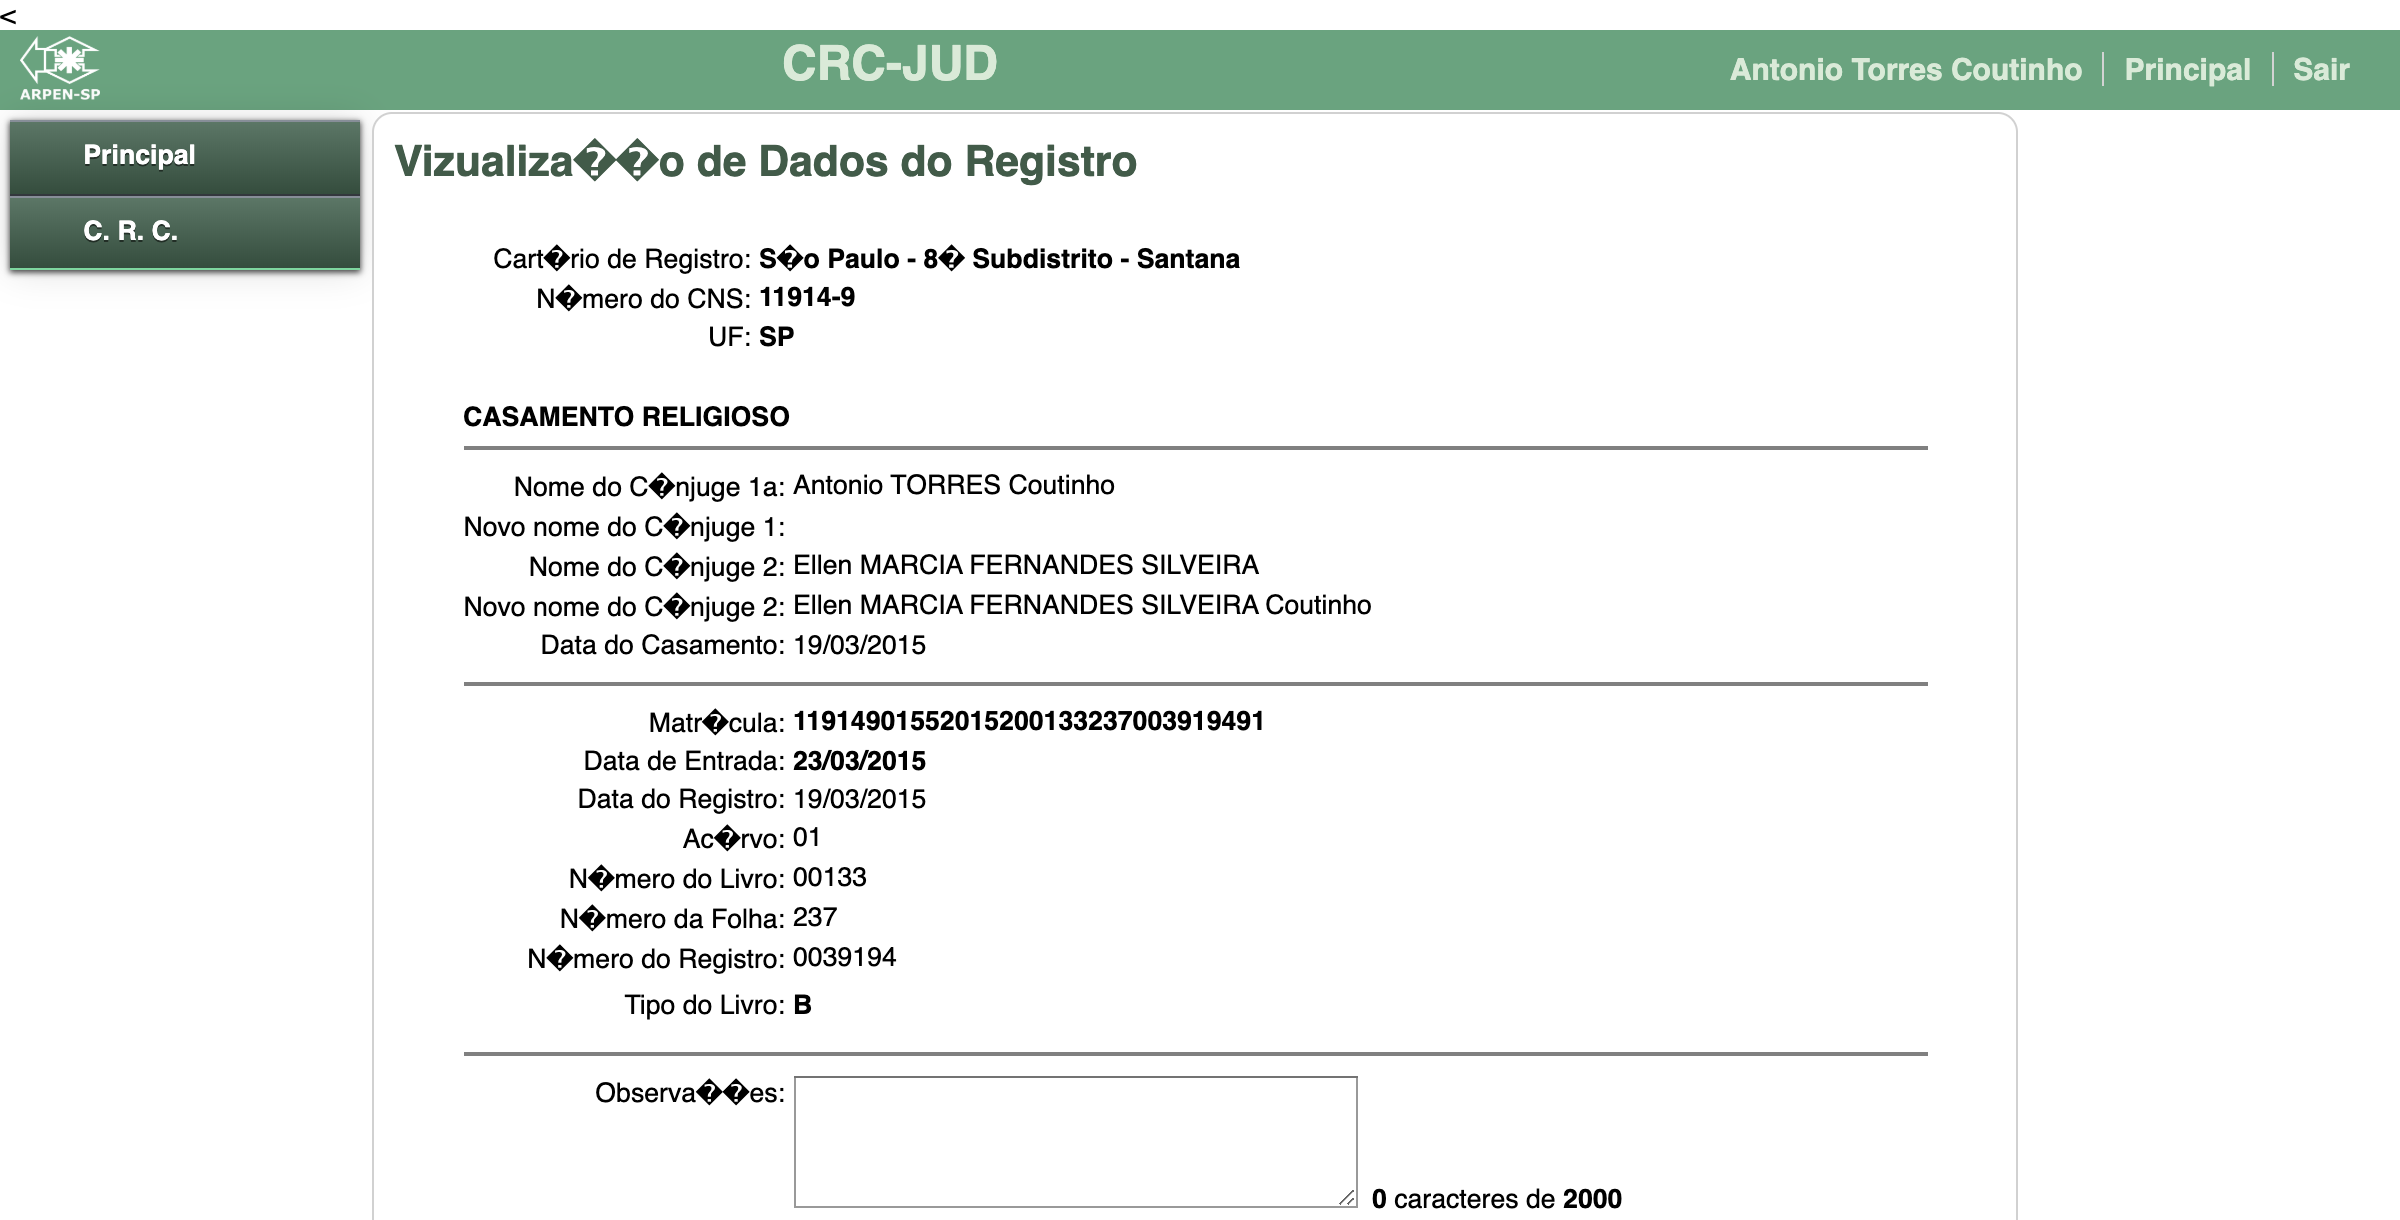 <
ARPEN-SP
CRC-JUD
Antonio Torres Coutinho | Principal | Sair
Principal
C. R. C.
Vizualiza��o de Dados do Registro
Cart�rio de Registro: S�o Paulo - 8� Subdistrito - Santana
N�mero do CNS: 11914-9
UF: SP
CASAMENTO RELIGIOSO
Nome do C�njuge 1a: Antonio TORRES Coutinho
Novo nome do C�njuge 1:
Nome do C�njuge 2: Ellen MARCIA FERNANDES SILVEIRA
Novo nome do C�njuge 2: Ellen MARCIA FERNANDES SILVEIRA Coutinho
Data do Casamento: 19/03/2015
Matr�cula: 11914901552015200133237003919491
Data de Entrada: 23/03/2015
Data do Registro: 19/03/2015
Ac�rvo: 01
N�mero do Livro: 00133
N�mero da Folha: 237
N�mero do Registro: 0039194
Tipo do Livro: B
Observa��es:
0 caracteres de 2000